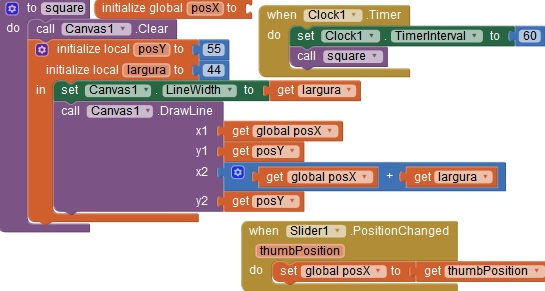 to square
initialize global posX to
do call Canvas1 .Clear
initialize local posY to 55
initialize local largura to 44
in set Canvas1 . LineWidth to get largura
call Canvas1 .DrawLine
x1 get global posX
y1 get posY
x2 get global posX + get largura
y2 get posY
when Clock1 .Timer
do set Clock1 . TimerInterval to 60
call square
when Slider1 .PositionChanged
thumbPosition
do set global posX to get thumbPosition